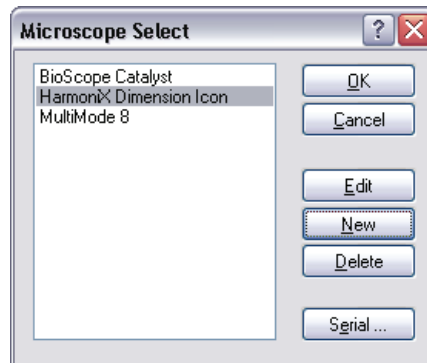 Microscope Select
BioScope Catalyst
HarmoniX Dimension Icon
MultiMode 8
OK
Cancel
Edit
New
Delete
Serial ...